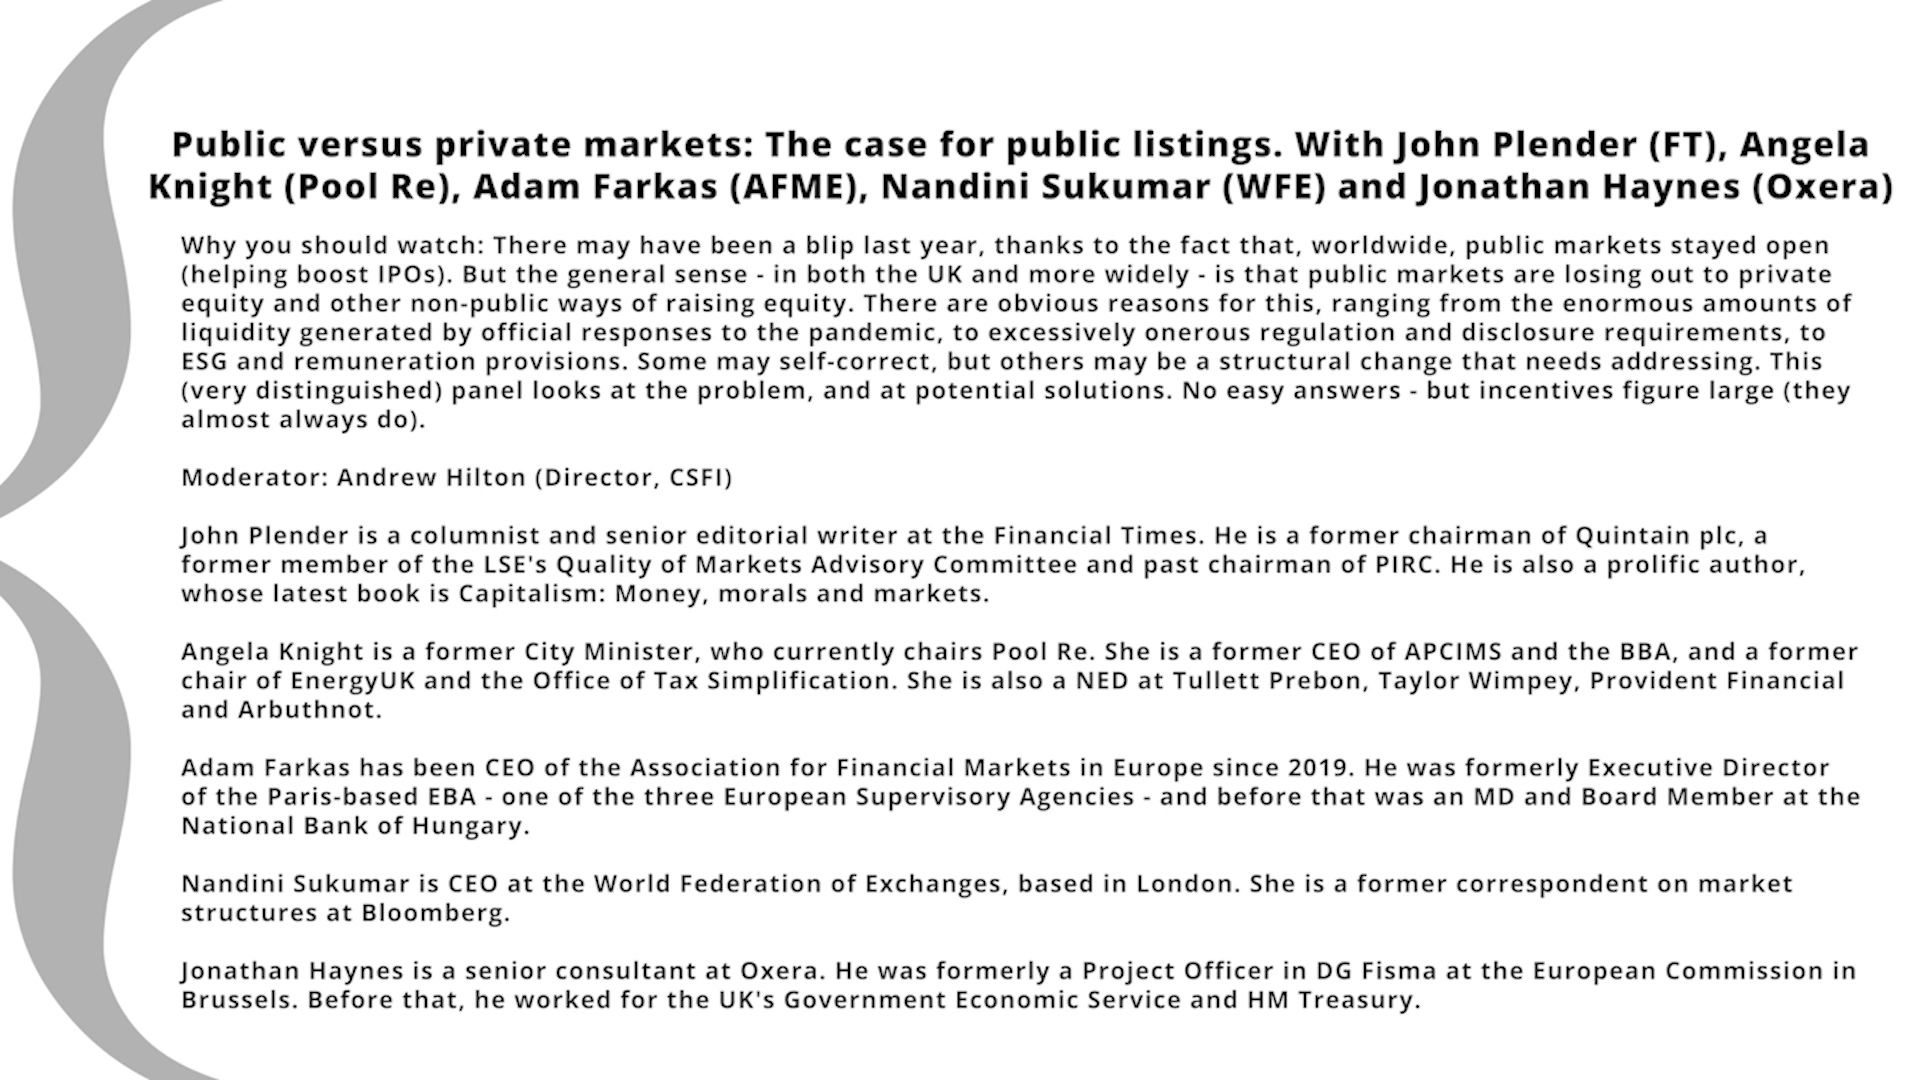 Public versus private markets: The case for public listings. With John Plender (FT), Angela
Knight (Pool Re), Adam Farkas (AFME), Nandini Sukumar (WFE) and Jonathan Haynes (Oxera)
Why you should watch: There may have been a blip last year, thanks to the fact that, worldwide, public markets stayed open
(helping boost IPOs). But the general sense - in both the UK and more widely - is that public markets are losing out to private
equity and other non-public ways of raising equity. There are obvious reasons for this, ranging from the enormous amounts of
liquidity generated by official responses to the pandemic, to excessively onerous regulation and disclosure requirements, to
ESG and remuneration provisions. Some may self-correct, but others may be a structural change that needs addressing. This
(very distinguished) panel looks at the problem, and at potential solutions. No easy answers - but incentives figure large (they
almost always do).
Moderator: Andrew Hilton (Director, CSFI)
John Plender is a columnist and senior editorial writer at the Financial Times. He is a former chairman of Quintain plc, a
former member of the LSE's Quality of Markets Advisory Committee and past chairman of PIRC. He is also a prolific author,
whose latest book is Capitalism: Money, morals and markets.
Angela Knight is a former City Minister, who currently chairs Pool Re. She is a former CEO of APCIMS and the BBA, and a former
chair of EnergyUK and the Office of Tax Simplification. She is also a NED at Tullett Prebon, Taylor Wimpey, Provident Financial
and Arbuthnot.
Adam Farkas has been CEO of the Association for Financial Markets in Europe since 2019. He was formerly Executive Director
of the Paris-based EBA - one of the three European Supervisory Agencies - and before that was an MD and Board Member at the
National Bank of Hungary.
Nandini Sukumar is CEO at the World Federation of Exchanges, based in London. She is a former correspondent on market
structures at Bloomberg.
Jonathan Haynes is a senior consultant at Oxera. He was formerly a Project Officer in DG Fisma at the European Commission in
Brussels. Before that, he worked for the UK's Government Economic Service and HM Treasury.